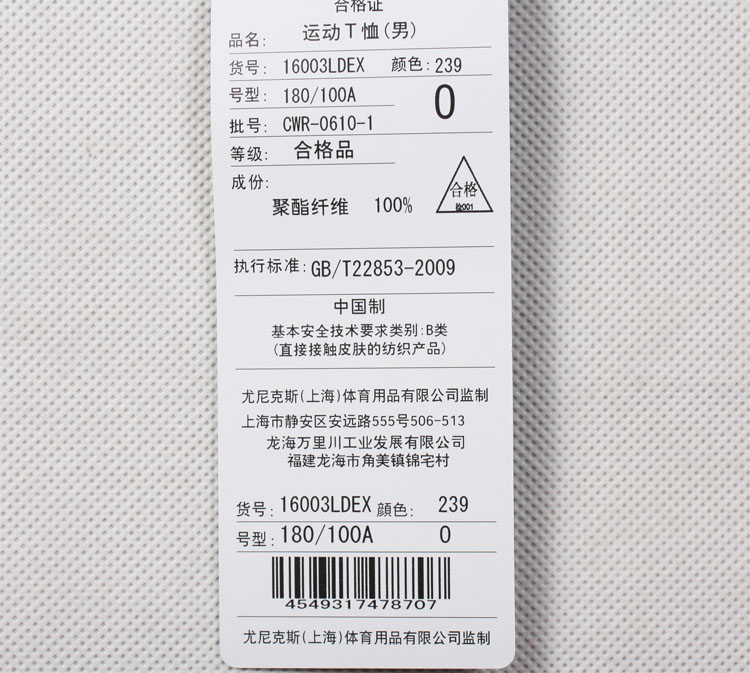 合格证
品名: 运动T恤(男)
货号: 16003LDEX 颜色: 239
号型: 180/100A 0
批号: CWR-0610-1
等级: 合格品
成份:
聚酯纤维 100%
合格
检001
执行标准: GB/T22853-2009
中国制
基本安全技术要求类别:B类
(直接接触皮肤的纺织产品)
尤尼克斯(上海)体育用品有限公司监制
上海市静安区安远路555号506-513
龙海万里川工业发展有限公司
福建龙海市角美镇锦宅村
货号: 16003LDEX 顔色: 239
号型: 180/100A 0
4549317478707
尤尼克斯(上海)体育用品有限公司监制